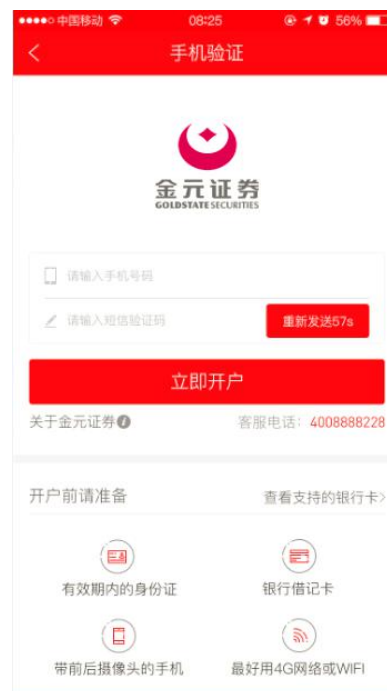 中国移动 08:25 56%
手机验证
金元证券
GOLDSTATE SECURITIES
请输入手机号码
请输入短信验证码 重新发送57s
立即开户
关于金元证券 客服电话：4008888228
开户前请准备 查看支持的银行卡>
有效期内的身份证 银行借记卡
带前后摄像头的手机 最好用4G网络或WIFI